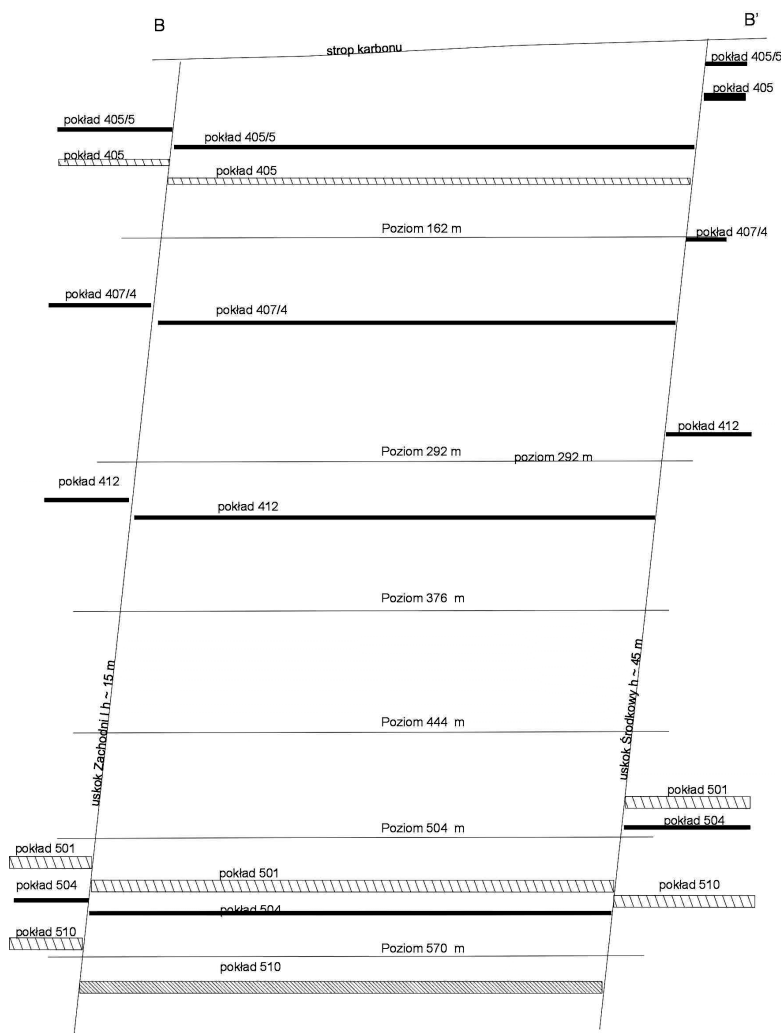 B
B'
strop karbonu
pokład 405/5
pokład 405
pokład 405/5
pokład 405/5
pokład 405
pokład 405
Poziom 162 m
pokład 407/4
pokład 407/4
pokład 407/4
pokład 412
Poziom 292 m
poziom 292 m
pokład 412
pokład 412
Poziom 376 m
uskok Zachodni I h ~ 15 m
uskok Środkowy h ~ 45 m
Poziom 444 m
pokład 501
pokład 504
Poziom 504 m
pokład 501
pokład 501
pokład 504
pokład 510
pokład 504
pokład 510
Poziom 570 m
pokład 510